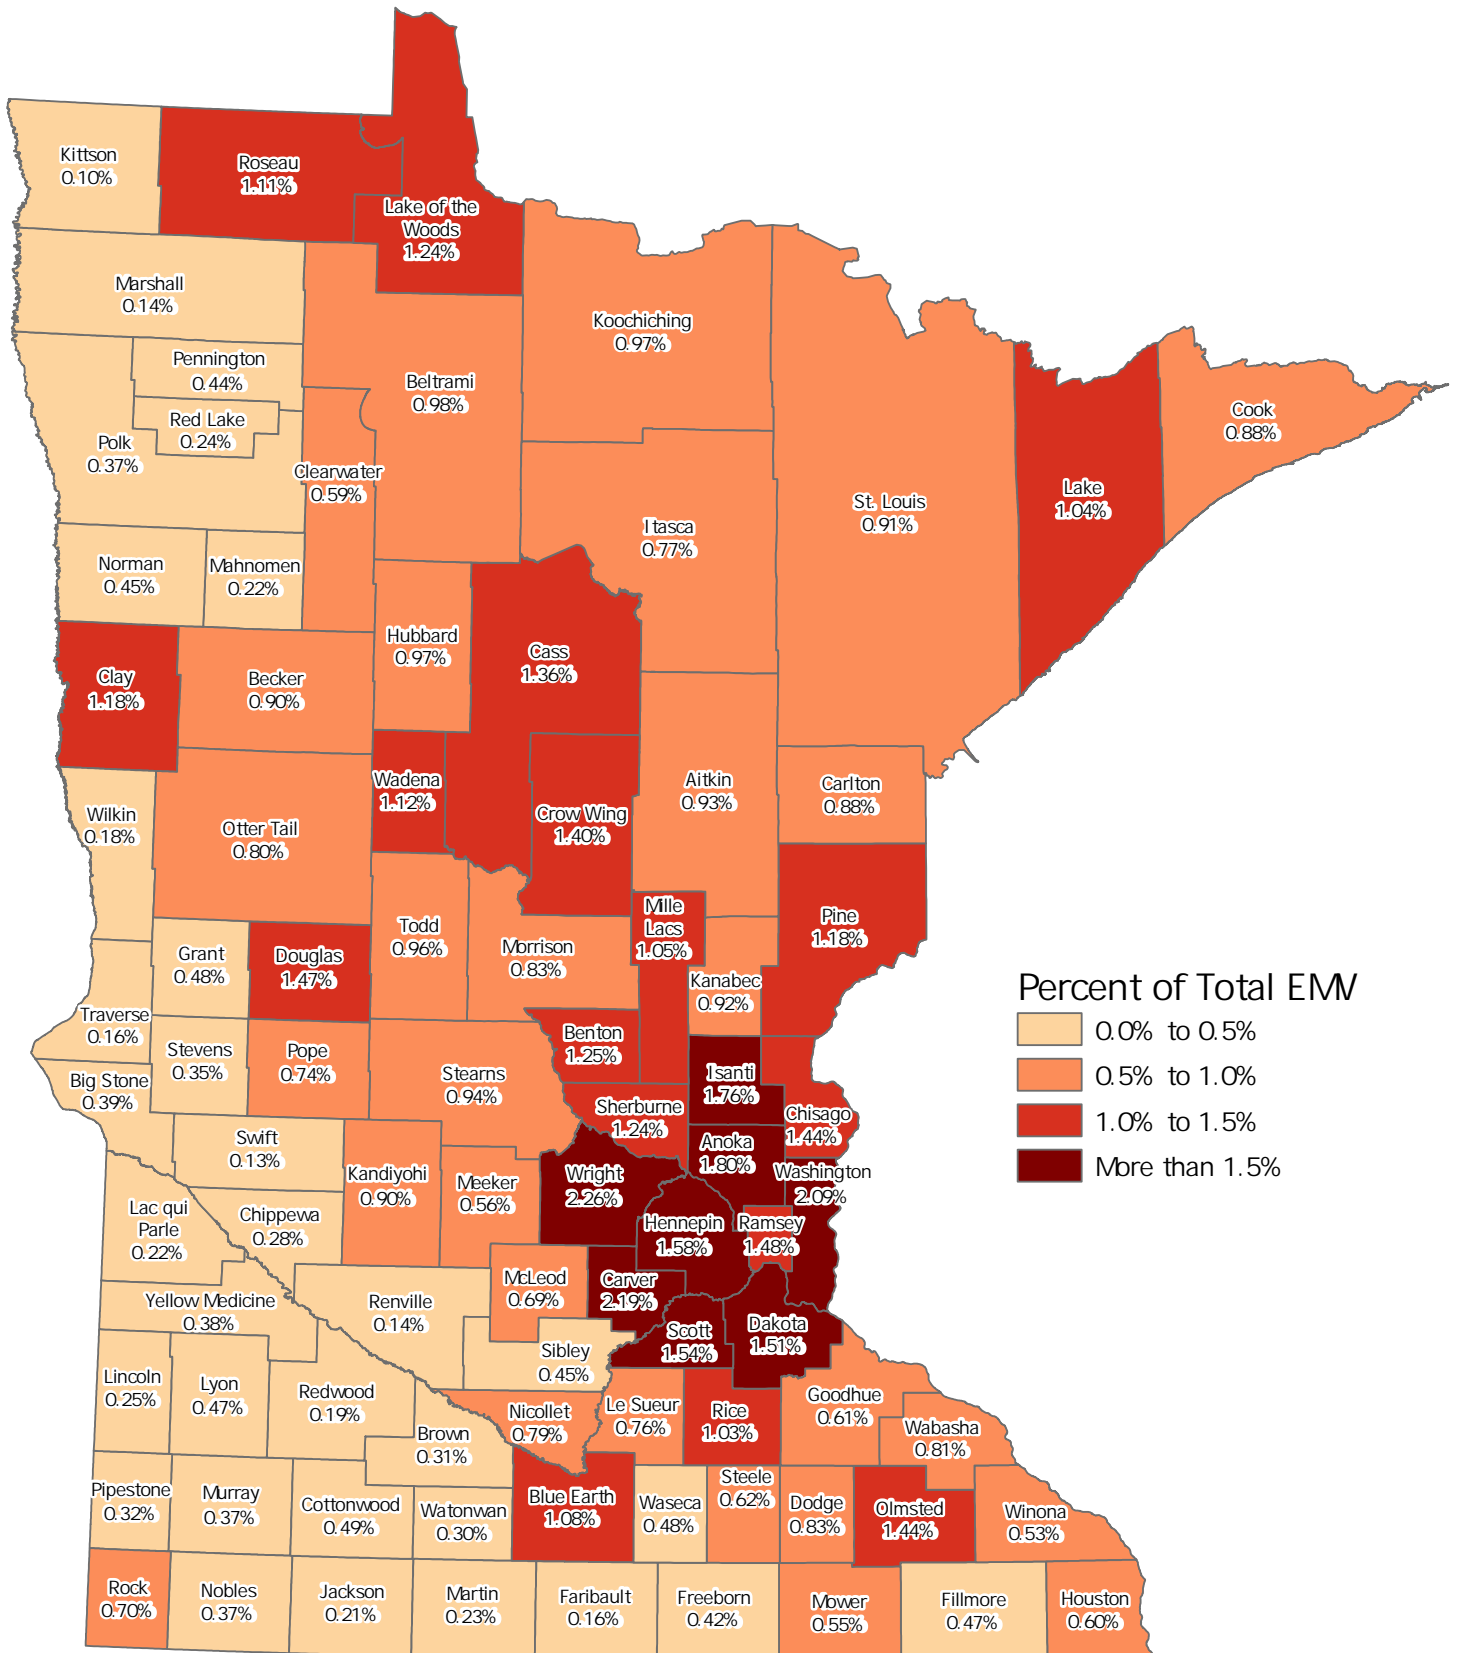 Kittson
0.10%
Roseau
1.11%
Lake of the
Woods
1.24%
Marshall
0.14%
Koochiching
0.97%
Pennington
0.44%
Beltrami
0.98%
Red Lake
0.24%
Polk
0.37%
Cook
0.88%
Clearwater
0.59%
Lake
1.04%
St. Louis
0.91%
Itasca
0.77%
Norman
0.45%
Mahnomen
0.22%
Hubbard
0.97%
Cass
1.36%
Clay
1.18%
Becker
0.90%
Wadena
1.12%
Aitkin
0.93%
Carlton
0.88%
Wilkin
0.18%
Crow Wing
1.40%
Otter Tail
0.80%
Mille
Lacs
1.05%
Pine
1.18%
Todd
0.96%
Morrison
0.83%
Grant
0.48%
Douglas
1.47%
Kanabec
0.92%
Percent of Total EMV
0.0% to 0.5%
0.5% to 1.0%
1.0% to 1.5%
More than 1.5%
Traverse
0.16%
Benton
1.25%
Stevens
0.35%
Pope
0.74%
Stearns
0.94%
Isanti
1.76%
Big Stone
0.39%
Sherburne
1.24%
Chisago
1.44%
Swift
0.13%
Anoka
1.80%
Kandiyohi
0.90%
Meeker
0.56%
Wright
2.26%
Washington
2.09%
Lac qui
Parle
0.22%
Chippewa
0.28%
Hennepin
1.58%
Ramsey
1.48%
McLeod
0.69%
Carver
2.19%
Yellow Medicine
0.38%
Renville
0.14%
Scott
1.54%
Dakota
1.51%
Sibley
0.45%
Lincoln
0.25%
Lyon
0.47%
Redwood
0.19%
Goodhue
0.61%
Nicollet
0.79%
Le Sueur
0.76%
Rice
1.03%
Brown
0.31%
Wabasha
0.81%
Pipestone
0.32%
Murray
0.37%
Cottonwood
0.49%
Watonwan
0.30%
Blue Earth
1.08%
Waseca
0.48%
Steele
0.62%
Dodge
0.83%
Olmsted
1.44%
Winona
0.53%
Rock
0.70%
Nobles
0.37%
Jackson
0.21%
Martin
0.23%
Faribault
0.16%
Freeborn
0.42%
Mower
0.55%
Fillmore
0.47%
Houston
0.60%